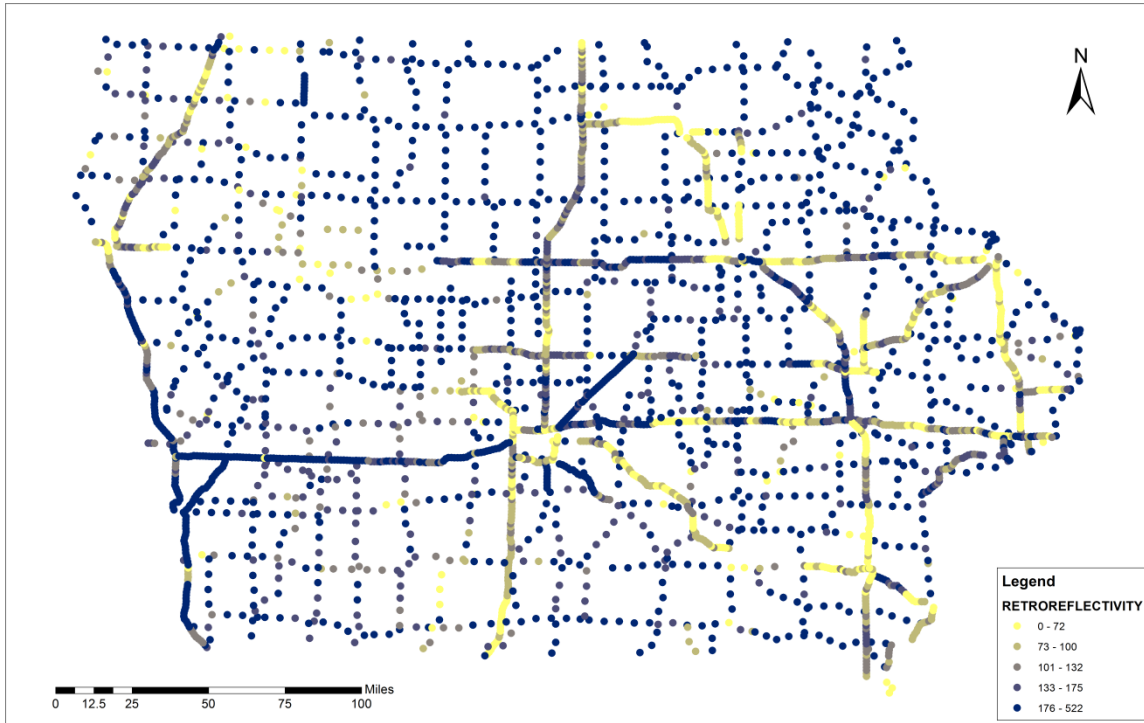 N
Legend
RETROREFLECTIVITY
0 - 72
73 - 100
101 - 132
133 - 175
176 - 522
Miles
0 12.5 25 50 75 100